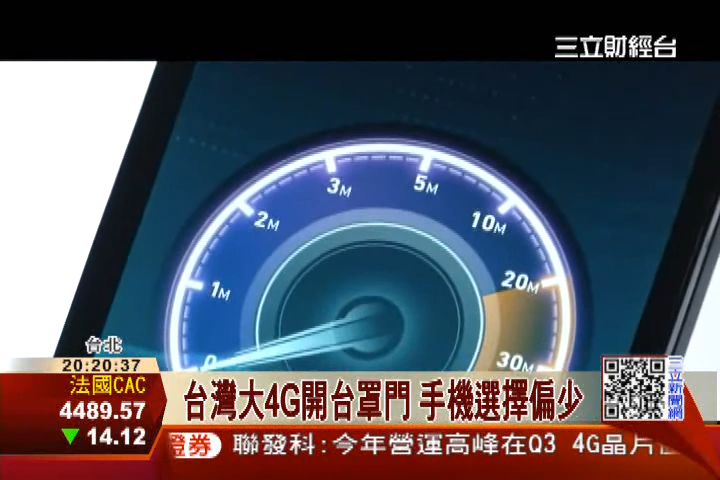 三立財經台
5M
3M
10M
2M
20M
1M
0
30M
台北
20:20:37
法國CAC
4489.57
▼ 14.12
台灣大4G開台罩門 手機選擇偏少
三立新聞網
證券
聯發科:今年營運高峰在Q3 4G晶片